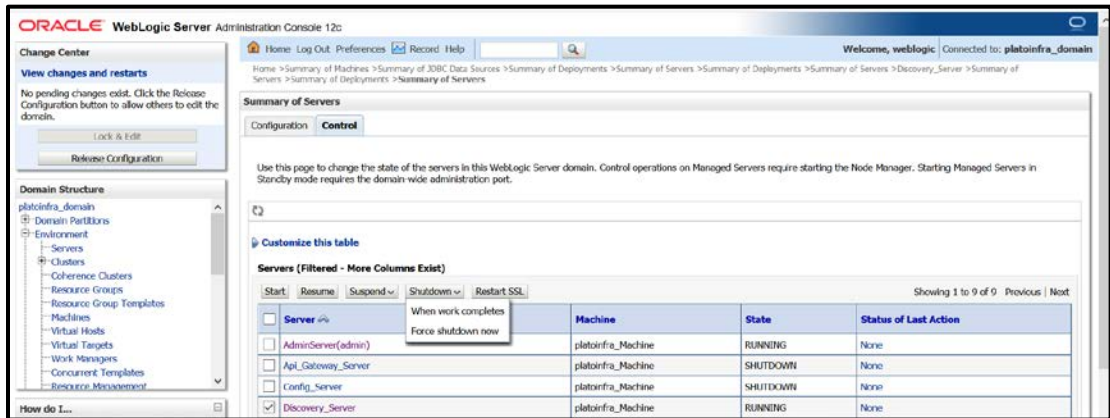 ORACLE WebLogic Server Administration Console 12c
Change Center
View changes and restarts
No pending changes exist. Click the Release
Configuration button to allow others to edit the
domain.
Lock & Edit
Release Configuration
Domain Structure
platoinfra_domain
Domain Partitions
Environment
Servers
Clusters
Coherence Clusters
Resource Groups
Resource Group Templates
Machines
Virtual Hosts
Virtual Targets
Work Managers
Concurrent Templates
Resource Management
How do I...
Home Log Out Preferences Record Help
Welcome, weblogic Connected to: platoinfra_domain
Home >Summary of Machines >Summary of JDBC Data Sources >Summary of Deployments >Summary of Servers >Summary of Deployments >Summary of Servers >Discovery_Server >Summary of
Servers >Summary of Deployments >Summary of Servers
Summary of Servers
Configuration Control
Use this page to change the state of the servers in this WebLogic Server domain. Control operations on Managed Servers require starting the Node Manager. Starting Managed Servers in
Standby mode requires the domain-wide administration port.
Customize this table
Servers (Filtered - More Columns Exist)
Start Resume Suspend Shutdown Restart SSL Showing 1 to 9 of 9 Previous | Next
When work completes
Force shutdown now
Server Machine State Status of Last Action
AdminServer(admin) platoinfra_Machine RUNNING None
Api_Gateway_Server platoinfra_Machine SHUTDOWN None
Config_Server platoinfra_Machine SHUTDOWN None
Discovery_Server platoinfra_Machine RUNNING None